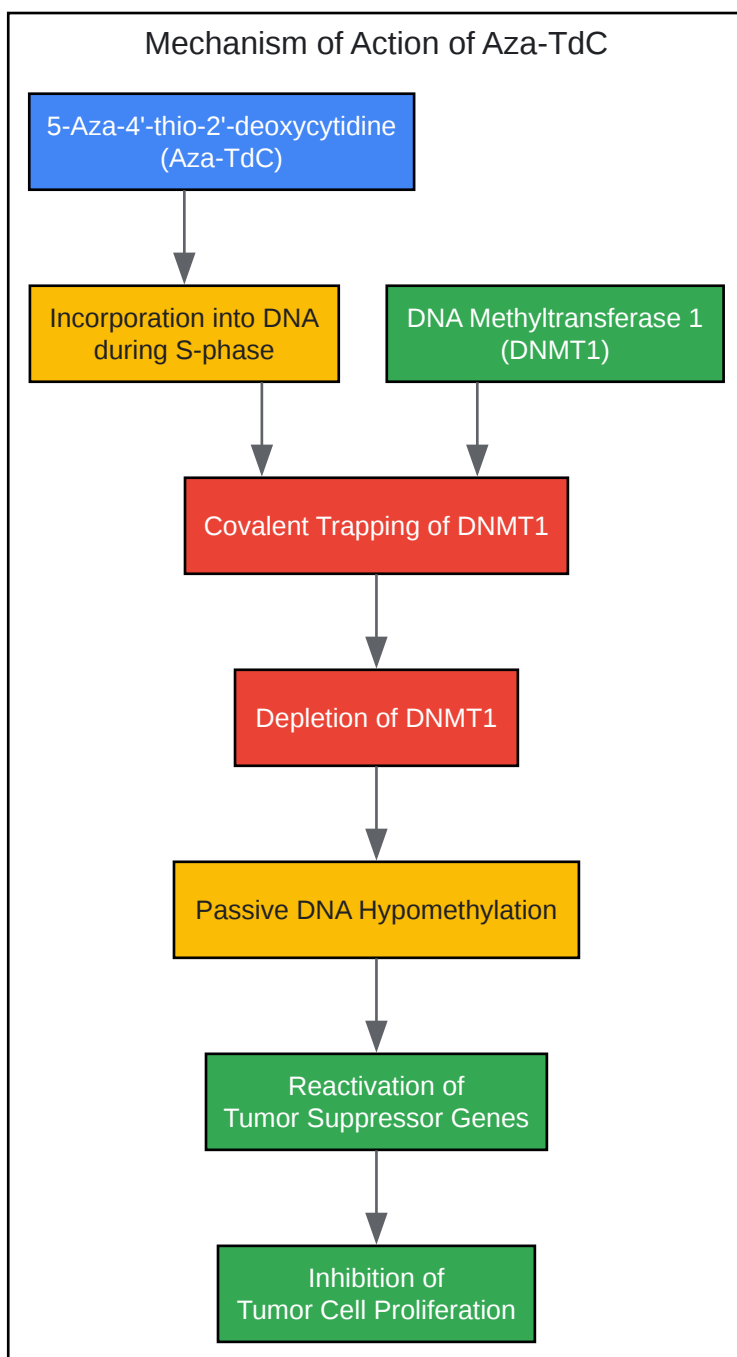 Mechanism of Action of Aza-TdC
5-Aza-4'-thio-2'-deoxycytidine
(Aza-TdC)
Incorporation into DNA
during S-phase
DNA Methyltransferase 1
(DNMT1)
Covalent Trapping of DNMT1
Depletion of DNMT1
Passive DNA Hypomethylation
Reactivation of
Tumor Suppressor Genes
Inhibition of
Tumor Cell Proliferation